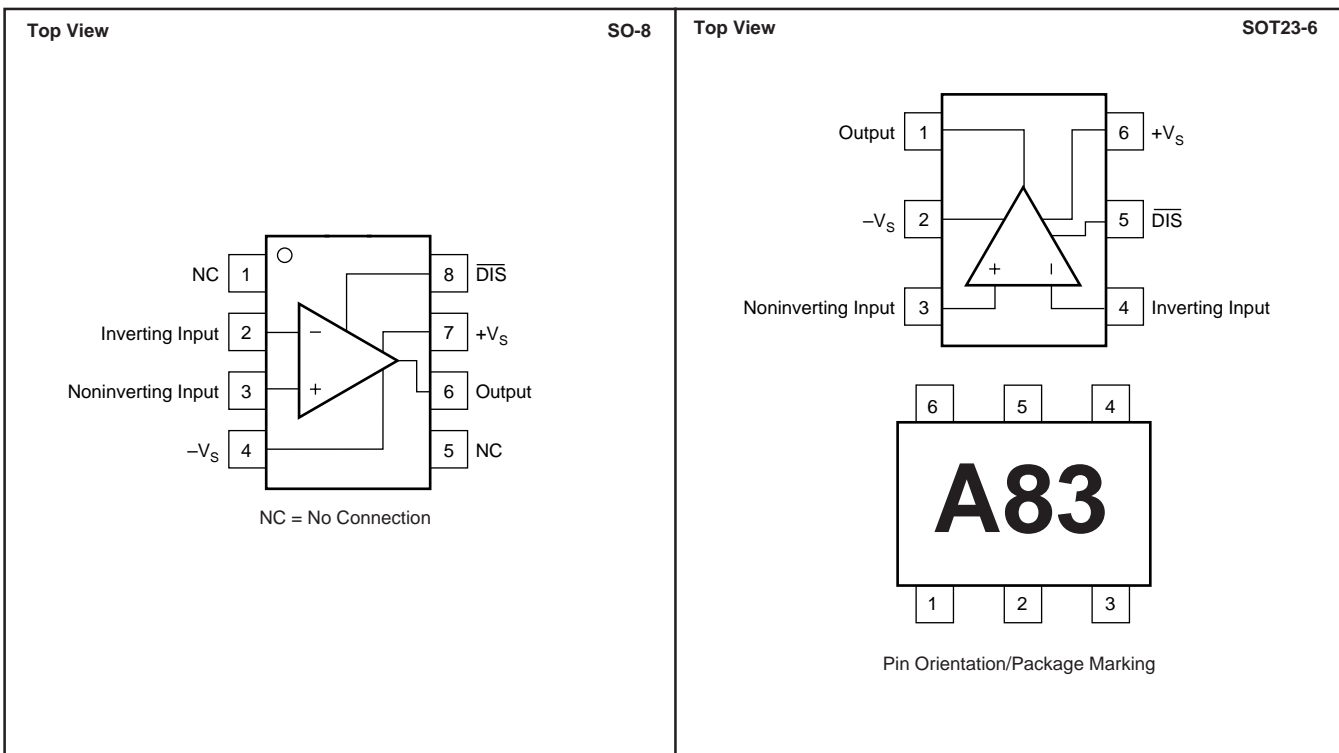 Top View SO-8
NC 1
8 D̅I̅S̅
Inverting Input 2
−
7 +VS
Noninverting Input 3
+
6 Output
–VS 4
5 NC
NC = No Connection
Top View SOT23-6
Output 1
6 +VS
–VS 2
5 D̅I̅S̅
+ −
Noninverting Input 3
4 Inverting Input
6 5 4
A83
1 2 3
Pin Orientation/Package Marking